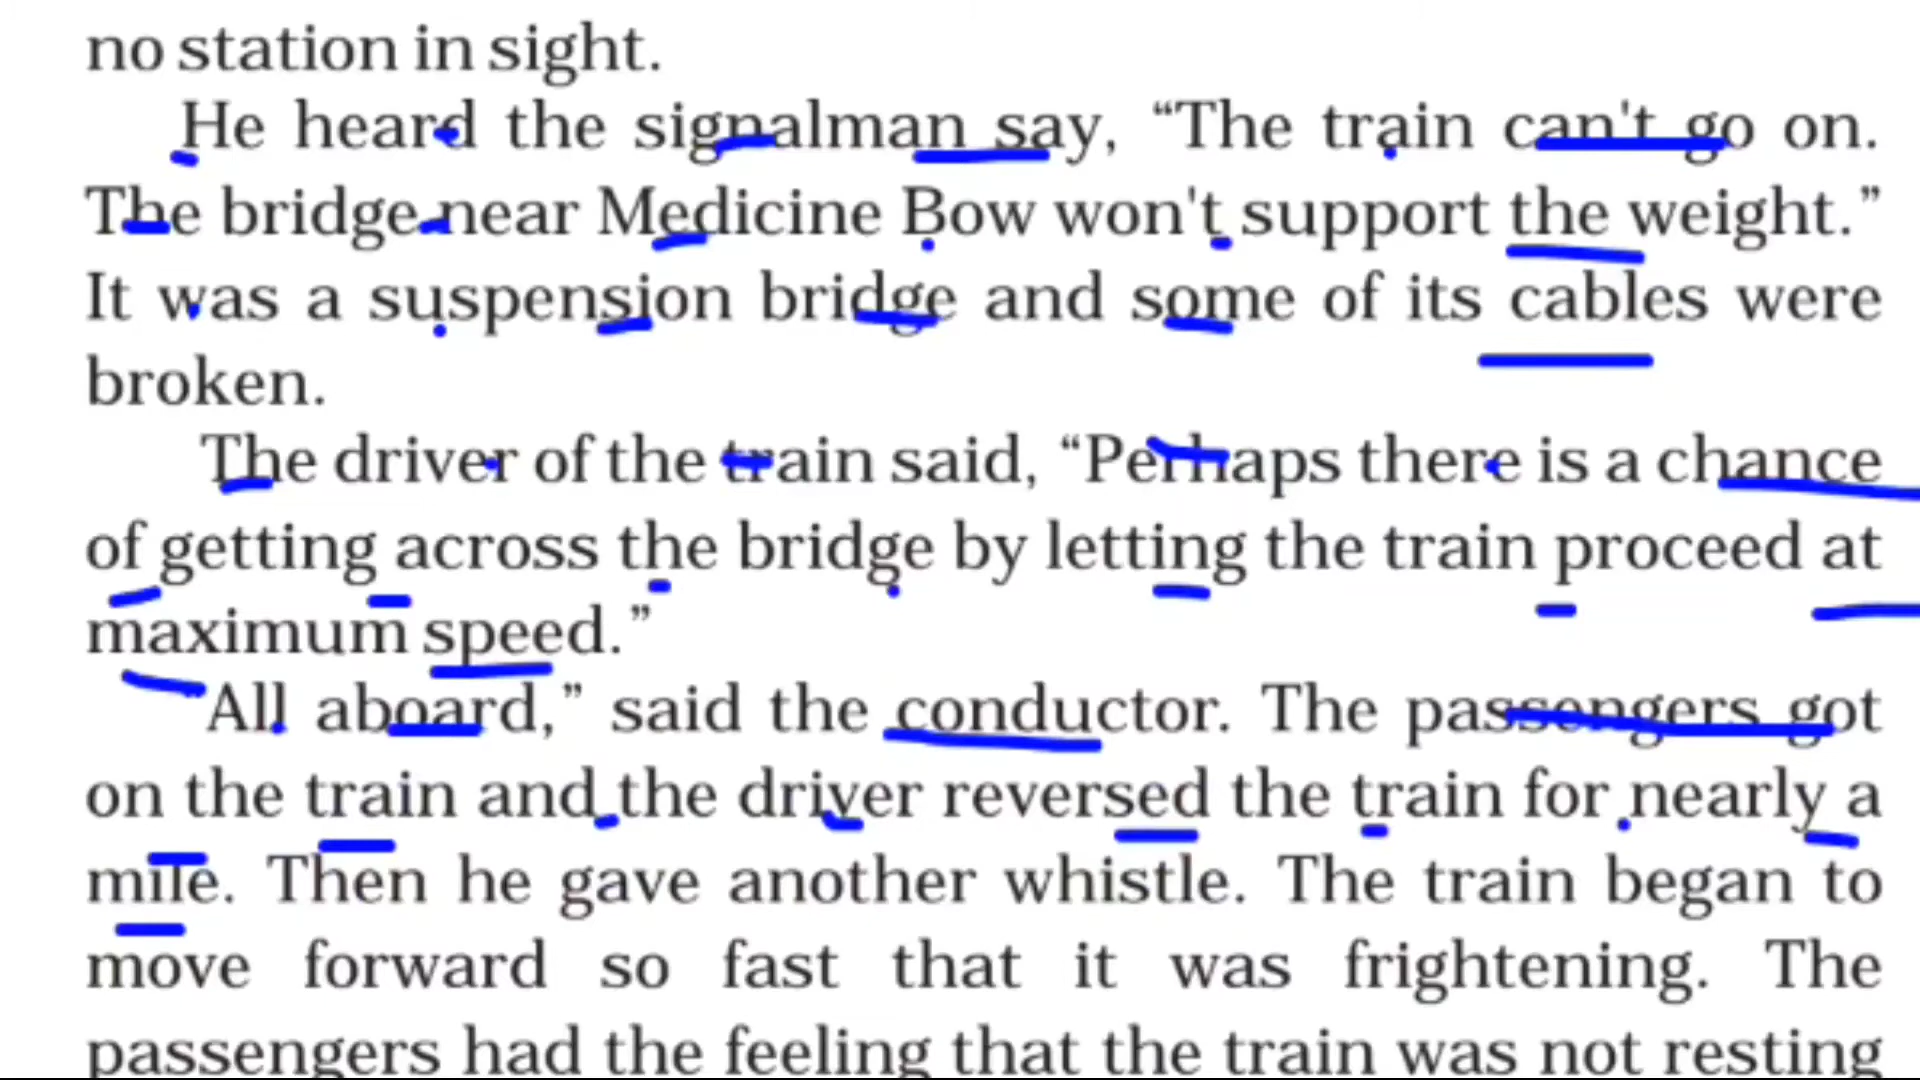 no station in sight.
He heard the signalman say, “The train can't go on.
The bridge near Medicine Bow won't support the weight.”
It was a suspension bridge and some of its cables were
broken.
The driver of the train said, “Perhaps there is a chance
of getting across the bridge by letting the train proceed at
maximum speed.”
"All aboard,” said the conductor. The passengers got
on the train and the driver reversed the train for nearly a
mile. Then he gave another whistle. The train began to
move forward so fast that it was frightening. The
passengers had the feeling that the train was not resting